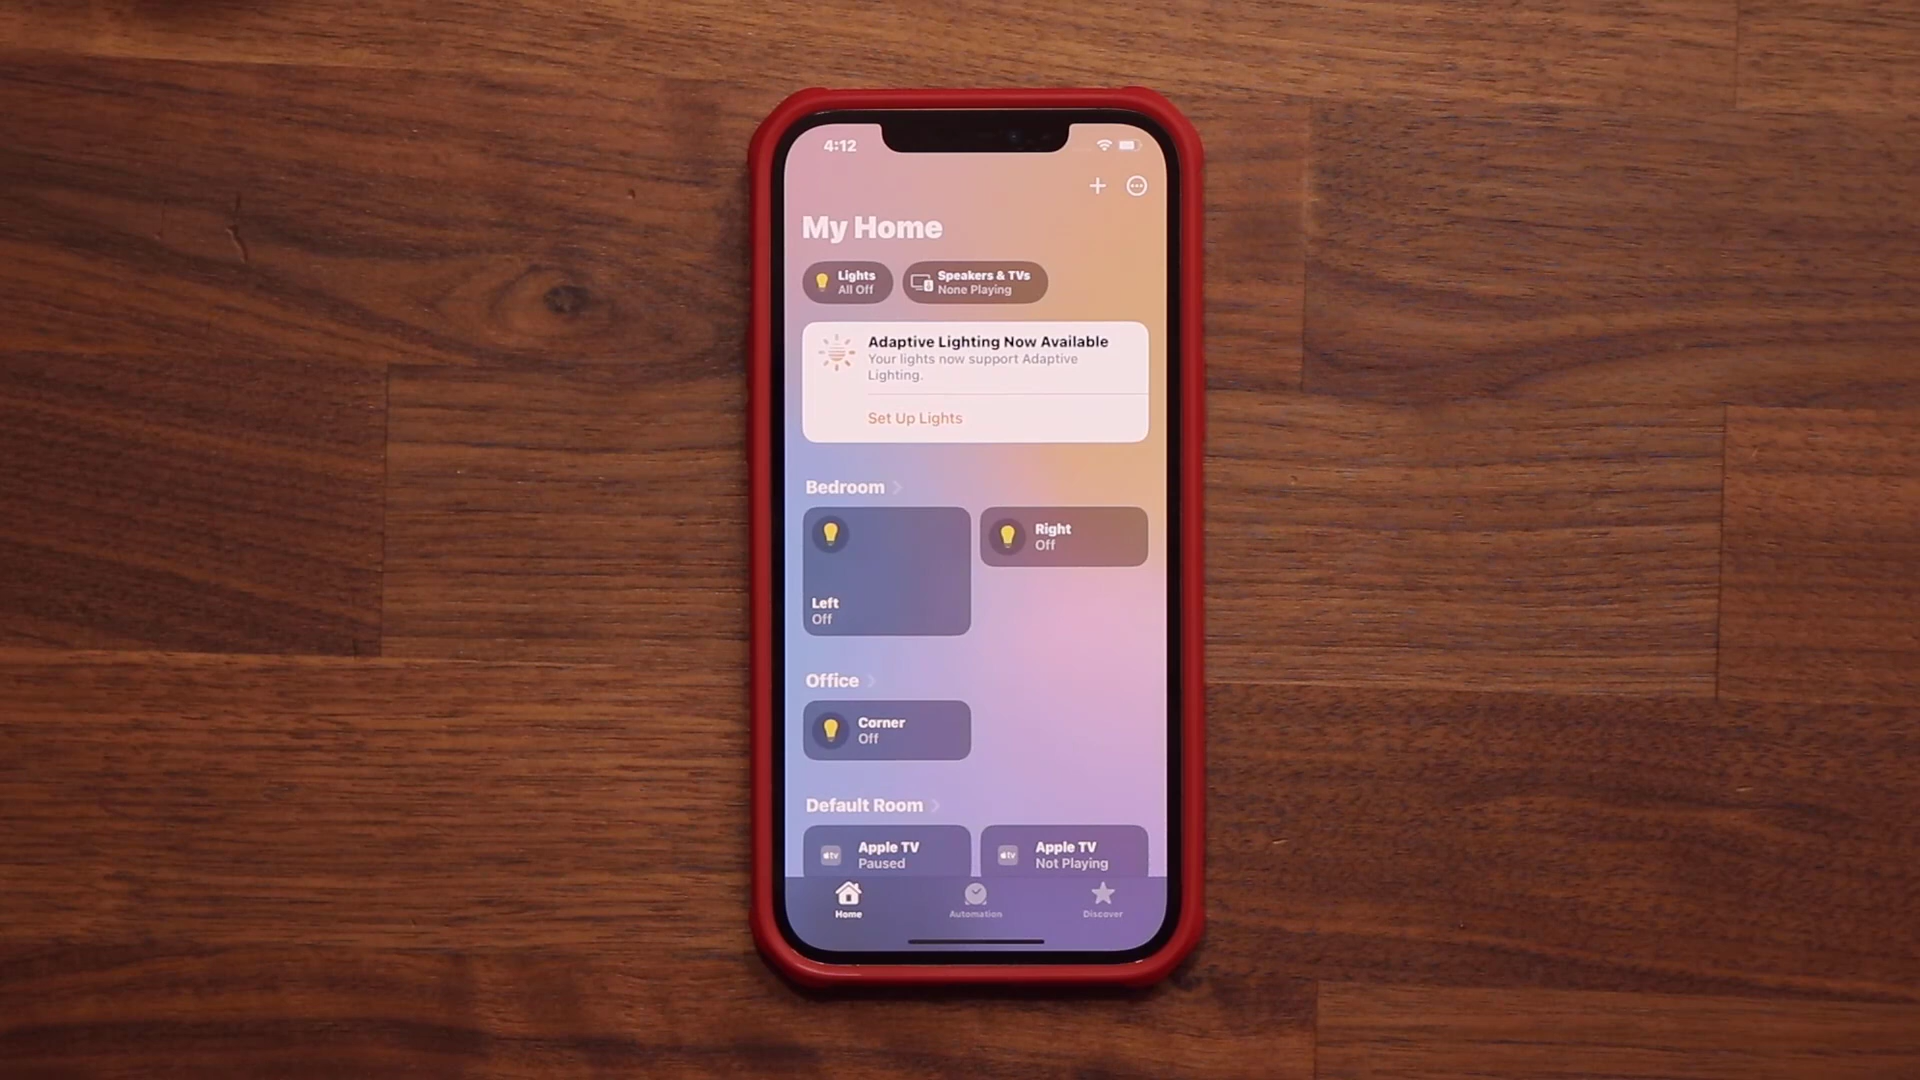 4:12
My Home
Lights
All Off
Speakers & TVs
None Playing
Adaptive Lighting Now Available
Your lights now support Adaptive
Lighting.
Set Up Lights
Bedroom
Left
Off
Right
Off
Office
Corner
Off
Default Room
tv
Apple TV
Paused
tv
Apple TV
Not Playing
Home
Automation
Discover